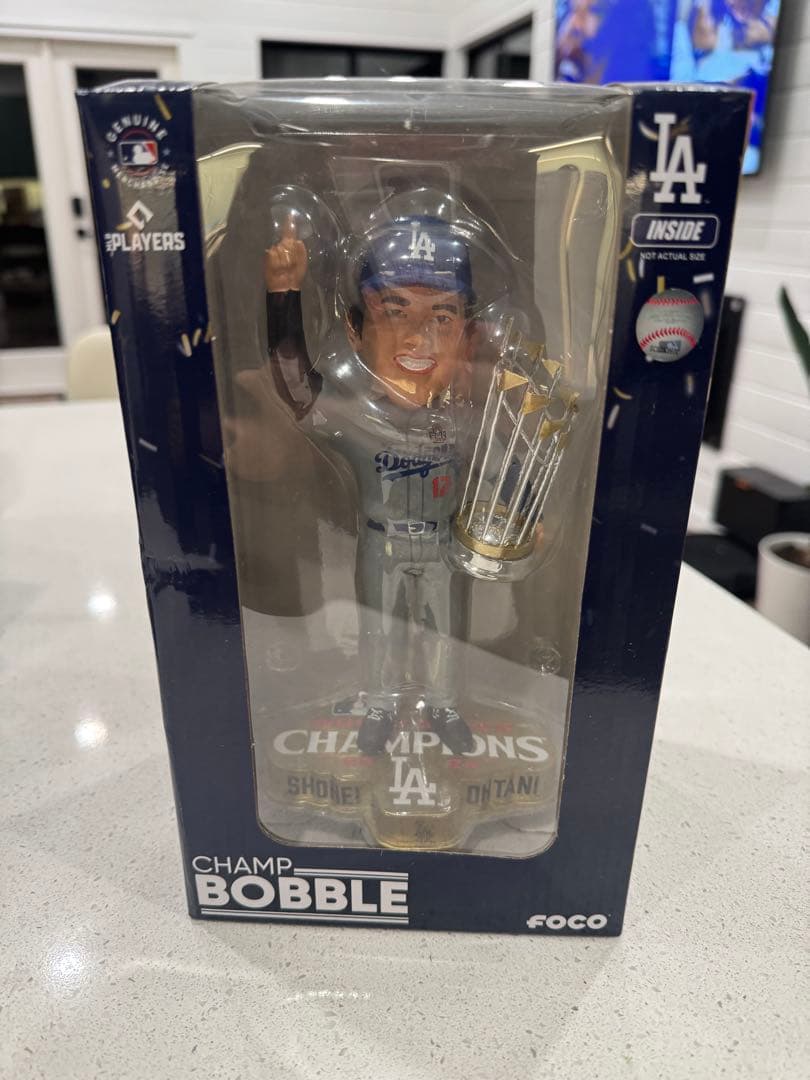 GENUINE
MERCHANDISE
PLAYERS
LA
INSIDE
NOT ACTUAL SIZE
LA
Dodgers
17
CHAMPIONS
LA
SHOHEI OHTANI
CHAMP
BOBBLE
FOCO